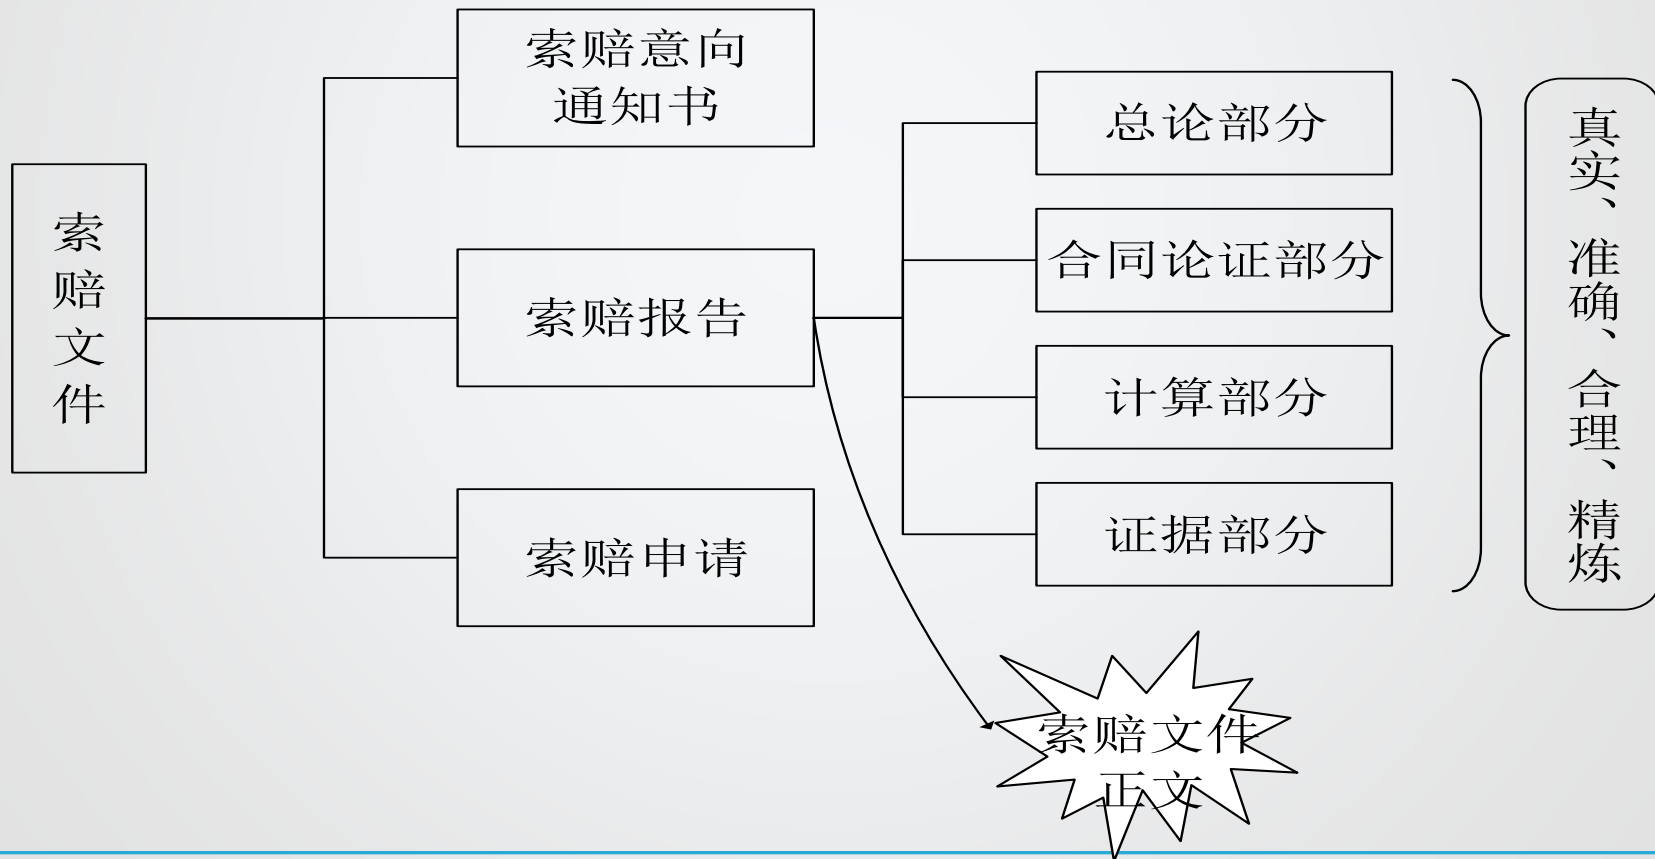 索赔文件
索赔意向
通知书
索赔报告
索赔申请
总论部分
合同论证部分
计算部分
证据部分
真实、准确、合理、精炼
索赔文件
正文